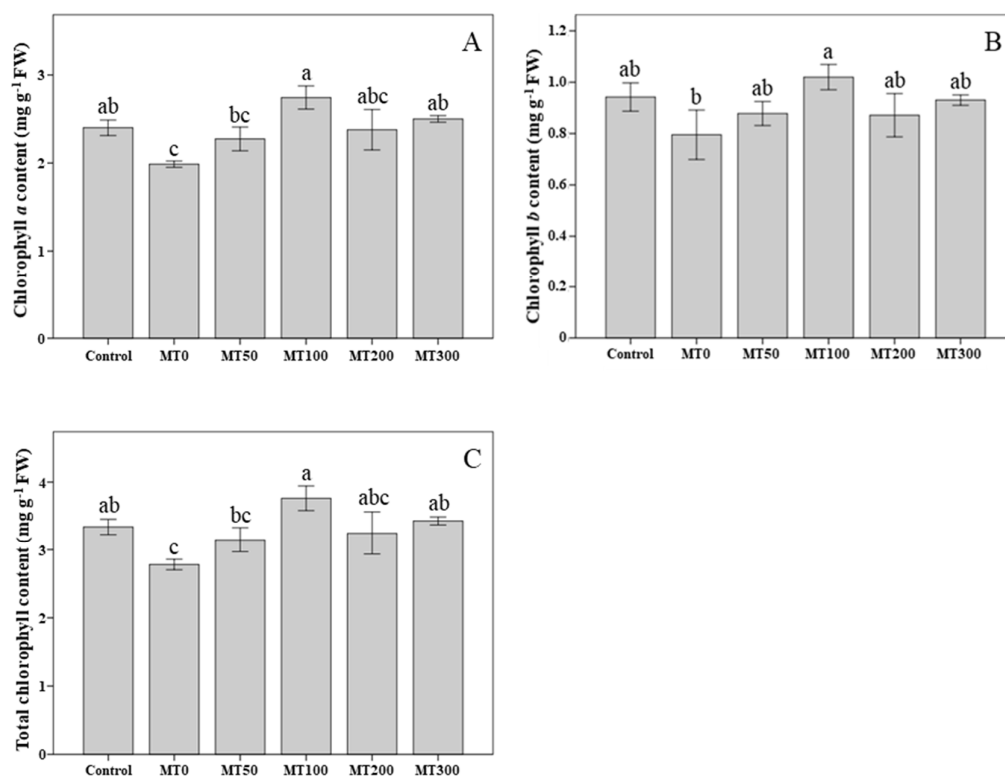 A
Chlorophyll a content (mg g-1 FW)
3
2
1
0
ab
c
bc
a
abc
ab
Control MT0 MT50 MT100 MT200 MT300
B
Chlorophyll b content (mg g-1 FW)
1.2
1.0
0.8
0.6
0.4
0.2
0
ab
b
ab
a
ab
ab
Control MT0 MT50 MT100 MT200 MT300
C
Total chlorophyll content (mg g-1 FW)
4
3
2
1
0
ab
c
bc
a
abc
ab
Control MT0 MT50 MT100 MT200 MT300